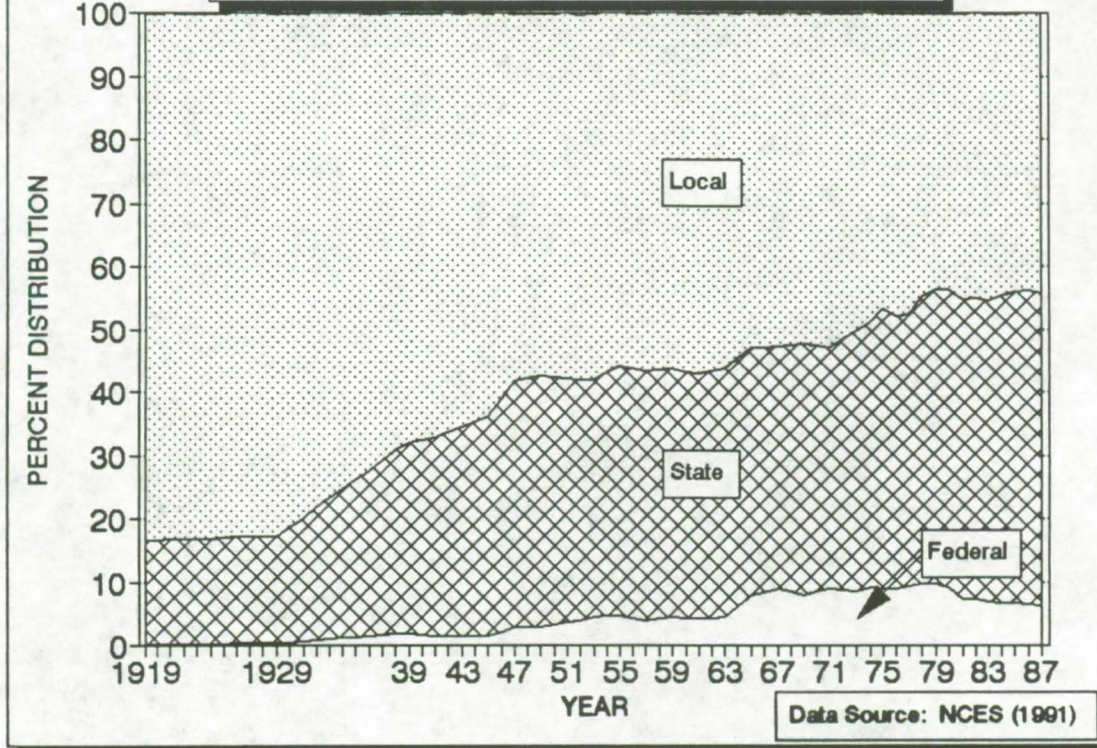 100
90
80
70
60
50
40
30
20
10
0
PERCENT DISTRIBUTION
Local
State
Federal
1919 1929 39 43 47 51 55 59 63 67 71 75 79 83 87
YEAR
Data Source: NCES (1991)